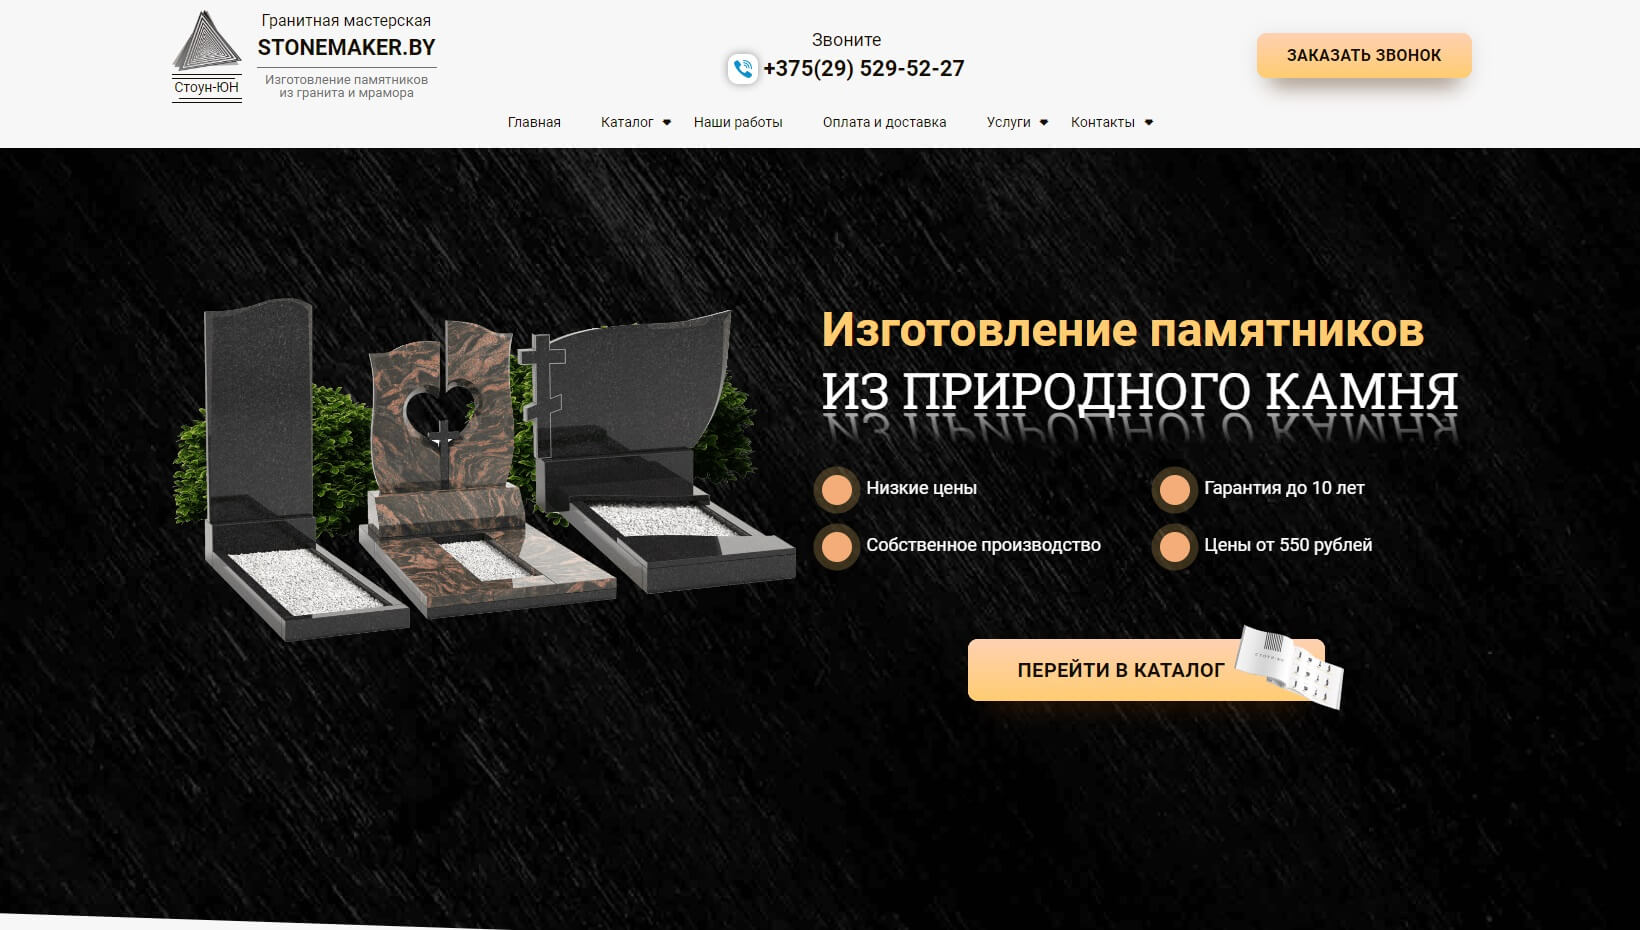 Гранитная мастерская
STONEMAKER.BY
Изготовление памятников
из гранита и мрамора
Стоун-ЮН
Звоните
+375(29) 529-52-27
ЗАКАЗАТЬ ЗВОНОК
Главная
Каталог
Наши работы
Оплата и доставка
Услуги
Контакты
Изготовление памятников
ИЗ ПРИРОДНОГО КАМНЯ
Низкие цены
Гарантия до 10 лет
Собственное производство
Цены от 550 рублей
ПЕРЕЙТИ В КАТАЛОГ